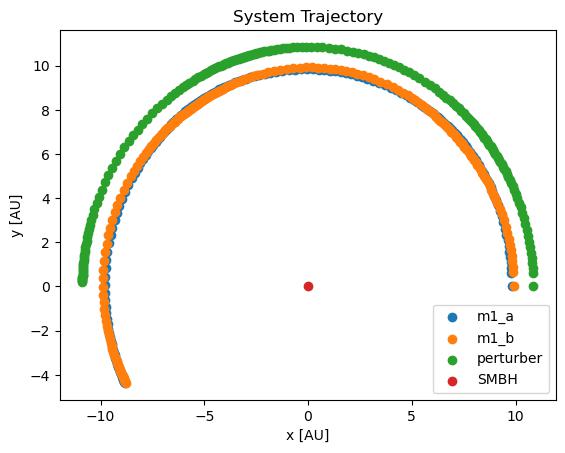 System Trajectory
y [AU]
10
8
6
4
2
0
−2
−4
−10
−5
0
5
10
x [AU]
m1_a
m1_b
perturber
SMBH